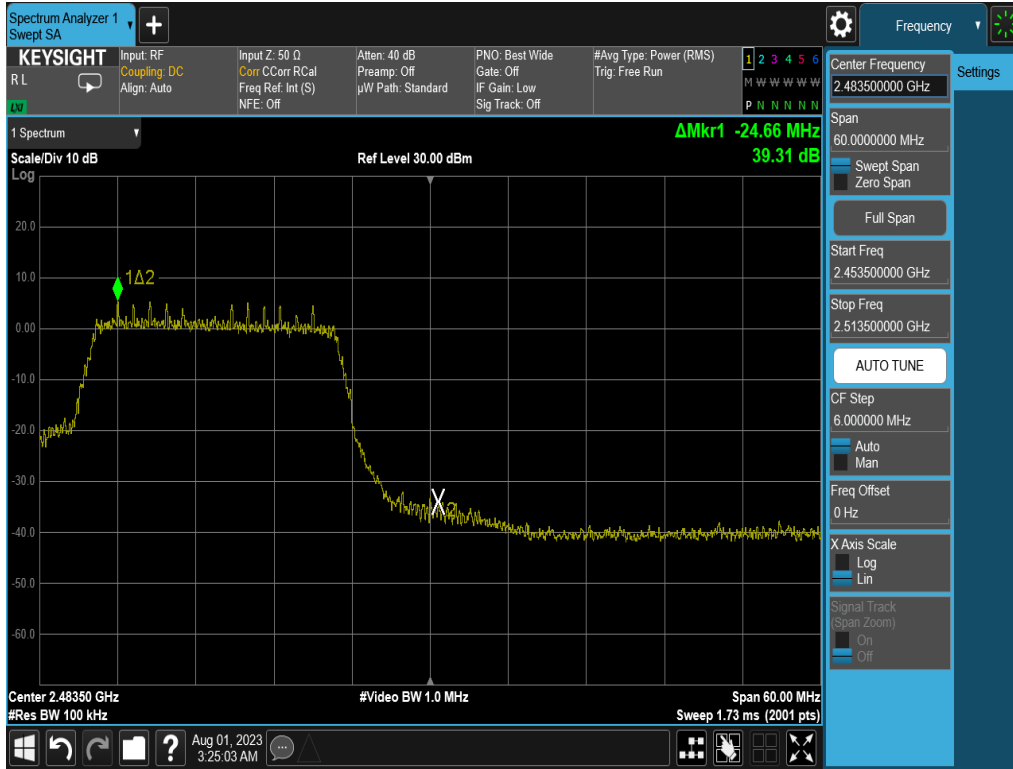 Spectrum Analyzer 1
Swept SA
Frequency
KEYSIGHT
R L
LXI
Input: RF
Coupling: DC
Align: Auto
Input Z: 50 Ω
Corr CCorr RCal
Freq Ref: Int (S)
NFE: Off
Atten: 40 dB
Preamp: Off
µW Path: Standard
PNO: Best Wide
Gate: Off
IF Gain: Low
Sig Track: Off
#Avg Type: Power (RMS)
Trig: Free Run
1 2 3 4 5 6
M W W W W W
P N N N N N
1 Spectrum
Scale/Div 10 dB
Ref Level 30.00 dBm
ΔMkr1 -24.66 MHz
39.31 dB
Log
20.0
10.0
0.00
-10.0
-20.0
-30.0
-40.0
-50.0
-60.0
1Δ2
Center 2.48350 GHz
#Res BW 100 kHz
#Video BW 1.0 MHz
Span 60.00 MHz
Sweep 1.73 ms (2001 pts)
Center Frequency
2.483500000 GHz
Settings
Span
60.0000000 MHz
Swept Span
Zero Span
Full Span
Start Freq
2.453500000 GHz
Stop Freq
2.513500000 GHz
AUTO TUNE
CF Step
6.000000 MHz
Auto
Man
Freq Offset
0 Hz
X Axis Scale
Log
Lin
Signal Track
(Span Zoom)
On
Off
?
Aug 01, 2023
3:25:03 AM